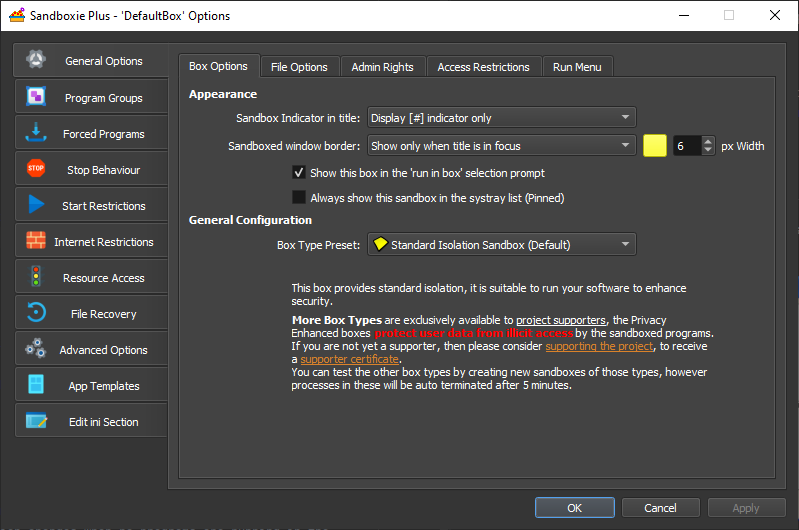 Sandboxie Plus - 'DefaultBox' Options
General Options
Program Groups
Forced Programs
Stop Behaviour
Start Restrictions
Internet Restrictions
Resource Access
File Recovery
Advanced Options
App Templates
Edit ini Section
Box Options File Options Admin Rights Access Restrictions Run Menu
Appearance
Sandbox Indicator in title: Display [#] indicator only
Sandboxed window border: Show only when title is in focus 6 px Width
Show this box in the 'run in box' selection prompt
Always show this sandbox in the systray list (Pinned)
General Configuration
Box Type Preset: Standard Isolation Sandbox (Default)
This box provides standard isolation, it is suitable to run your software to enhance
security.
More Box Types are exclusively available to project supporters, the Privacy
Enhanced boxes protect user data from illicit access by the sandboxed programs.
If you are not yet a supporter, then please consider supporting the project, to receive
a supporter certificate.
You can test the other box types by creating new sandboxes of those types, however
processes in these will be auto terminated after 5 minutes.
OK Cancel Apply